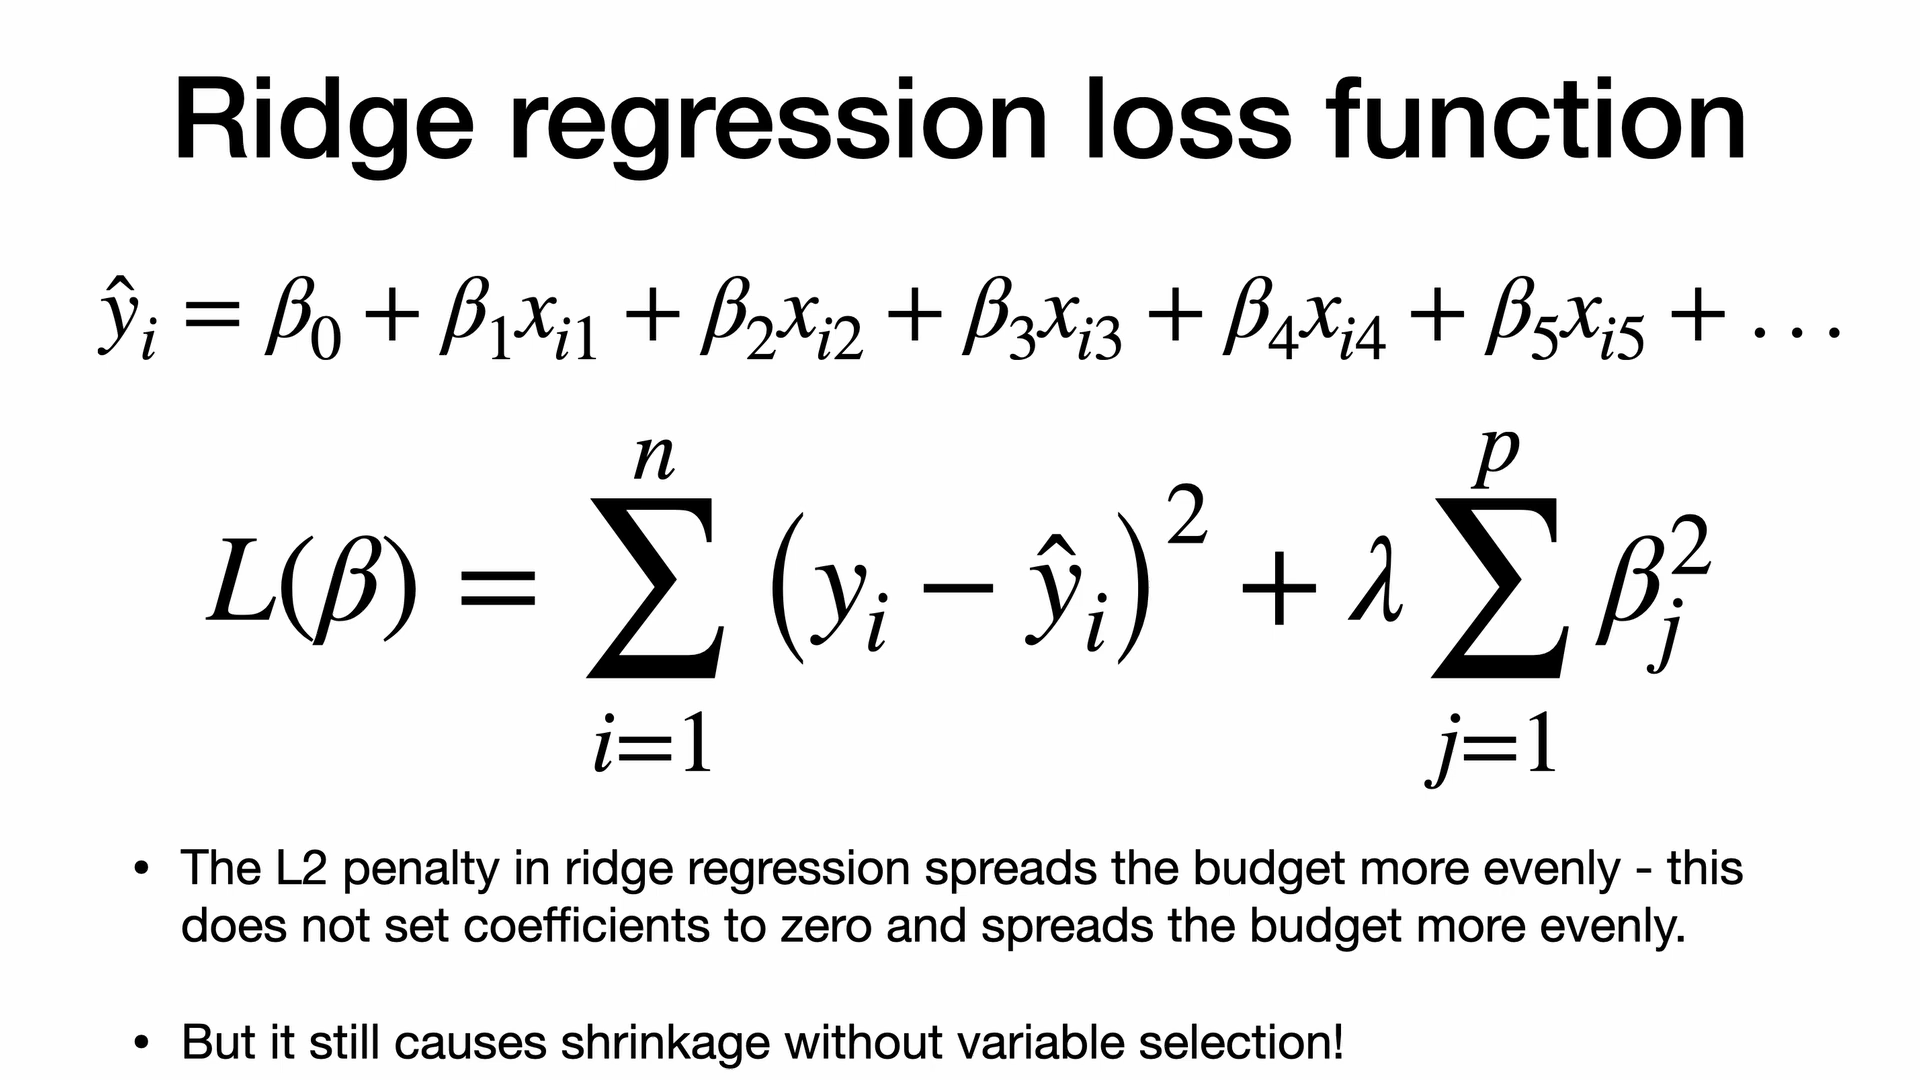 Ridge regression loss function
ŷᵢ = β₀ + β₁xᵢ₁ + β₂xᵢ₂ + β₃xᵢ₃ + β₄xᵢ₄ + β₅xᵢ₅ + …
L(β) = ∑ᵢ₌₁ⁿ (yᵢ − ŷᵢ)² + λ ∑ⱼ₌₁ᵖ βⱼ²
• The L2 penalty in ridge regression spreads the budget more evenly - this
does not set coefficients to zero and spreads the budget more evenly.
• But it still causes shrinkage without variable selection!